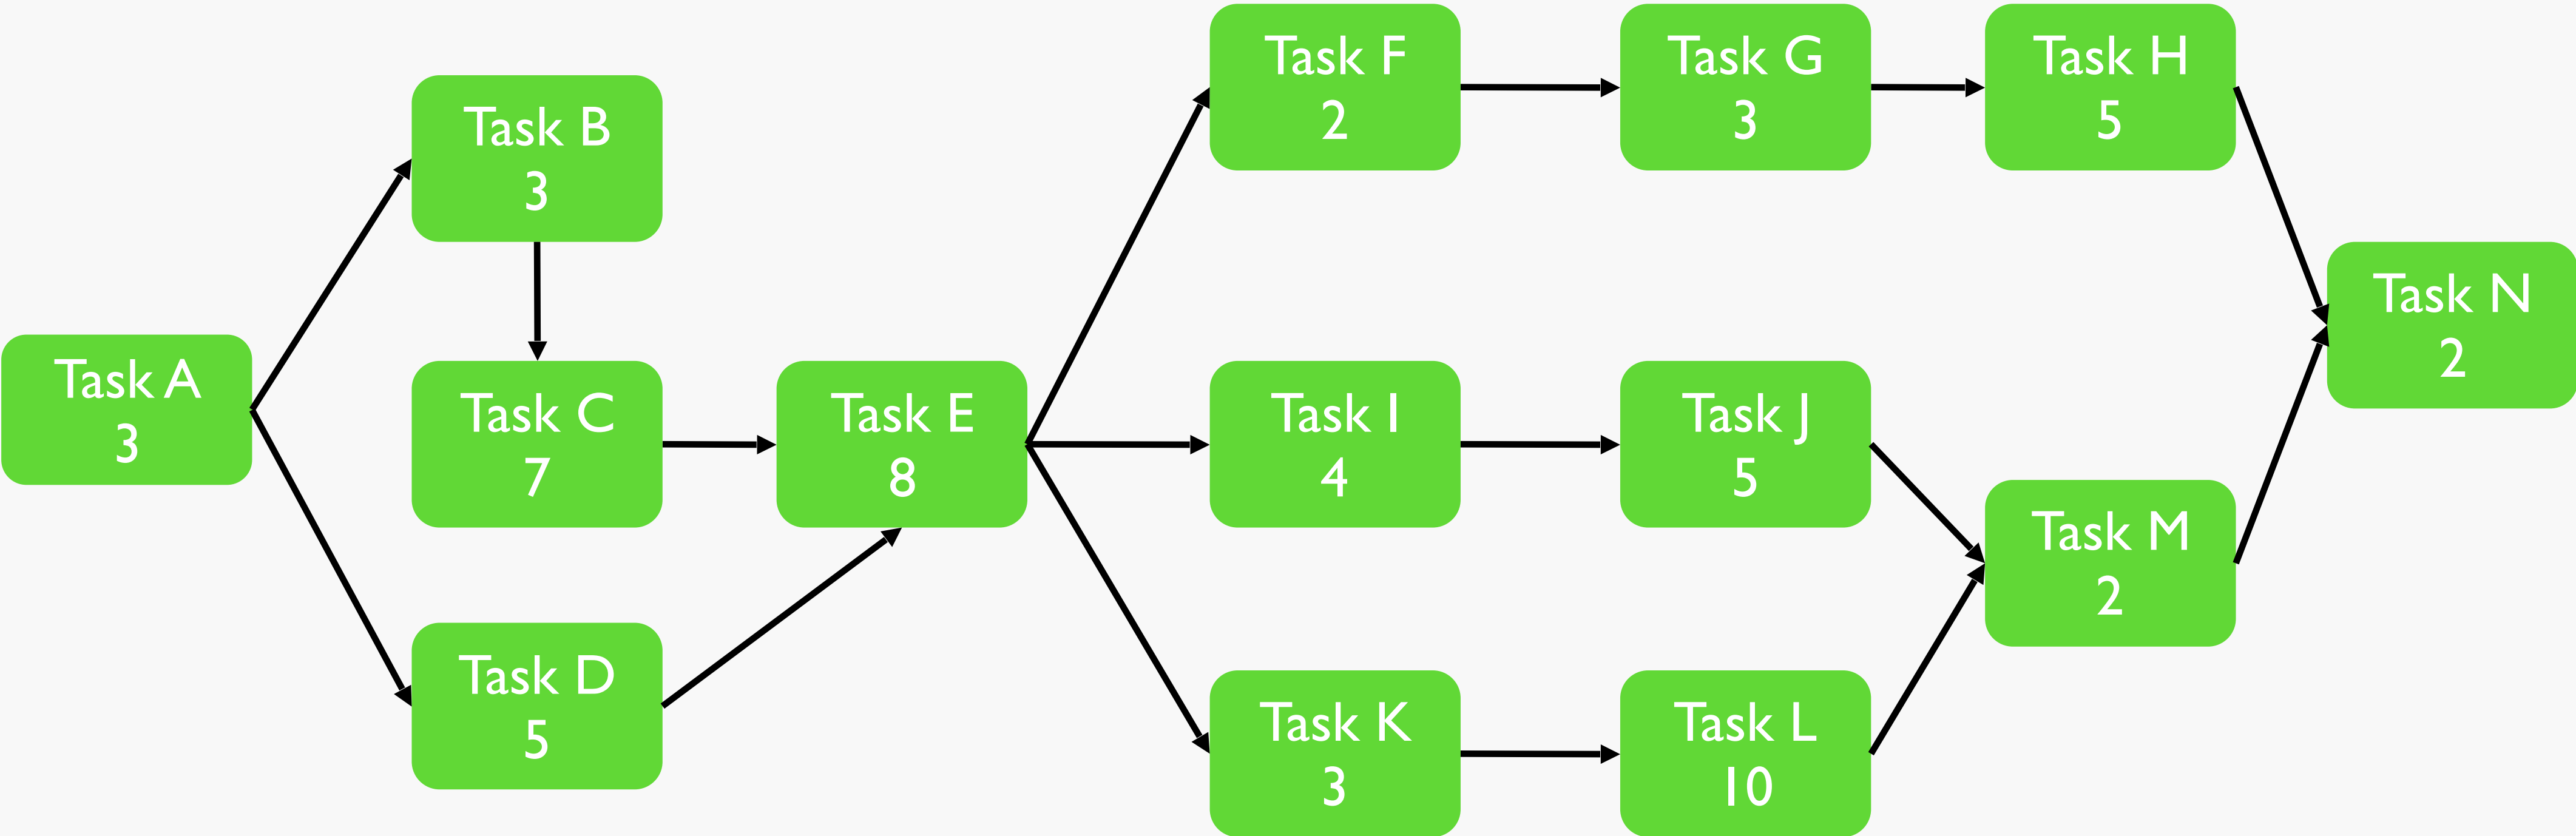 Task F
2
Task G
3
Task H
5
Task B
3
Task N
2
Task A
3
Task C
7
Task E
8
Task I
4
Task J
5
Task M
2
Task D
5
Task K
3
Task L
10